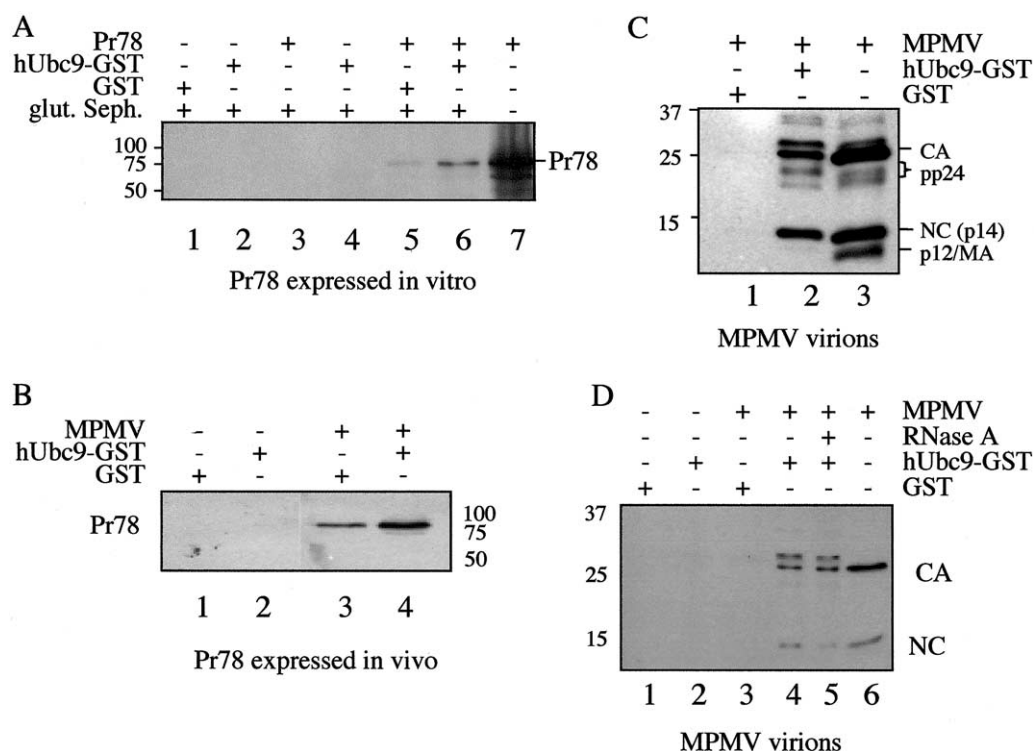 A
Pr78 - - + - + + +
hUbc9-GST - + - + - + -
GST + - - - + - -
glut. Seph. + + + + + + -
100
75
50
Pr78
1 2 3 4 5 6 7
Pr78 expressed in vitro
B
MPMV - - + +
hUbc9-GST - + - +
GST + - + -
Pr78
100
75
50
1 2 3 4
Pr78 expressed in vivo
C
+ + + MPMV
- + - hUbc9-GST
+ - - GST
37
25
15
CA
pp24
NC (p14)
p12/MA
1 2 3
MPMV virions
D
- - + + + + MPMV
- - - - + - RNase A
- + - + + - hUbc9-GST
+ - + - - - GST
37
25
15
CA
NC
1 2 3 4 5 6
MPMV virions